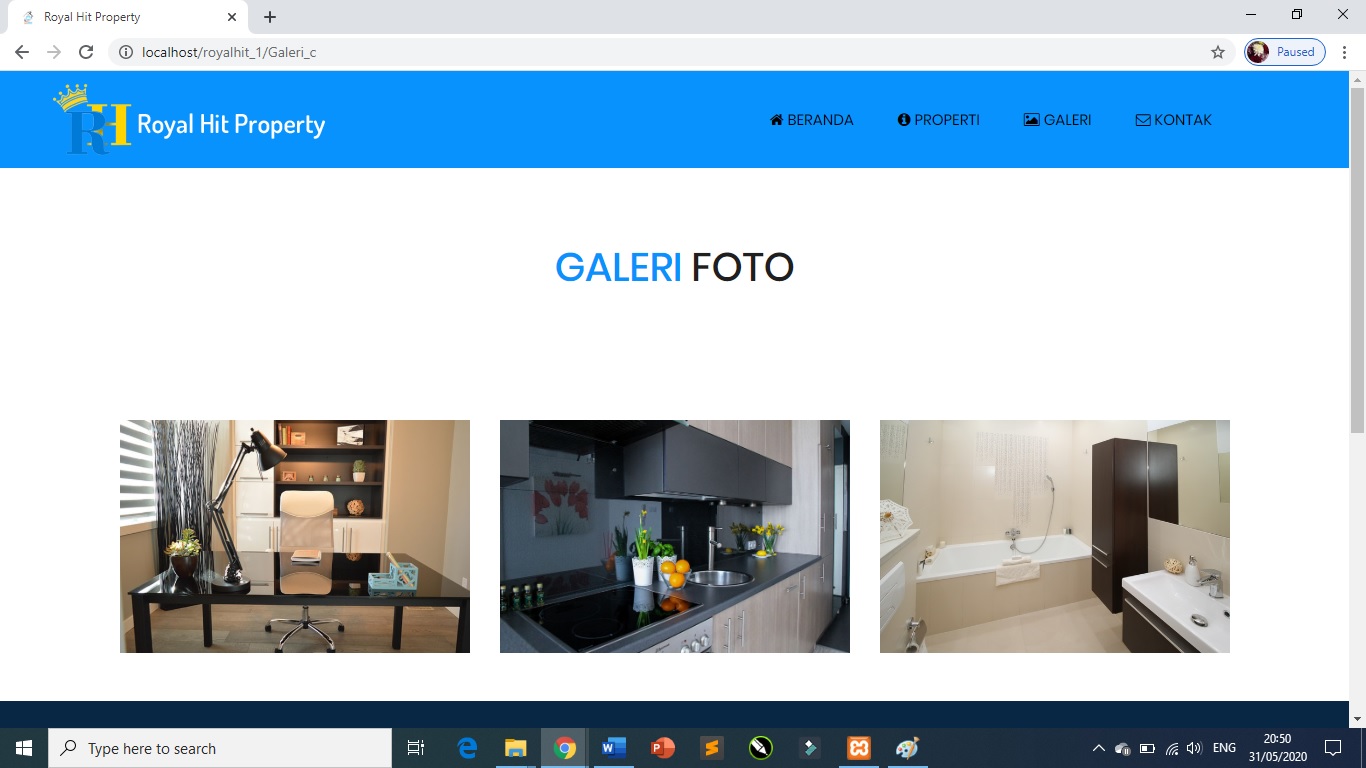 Royal Hit Property
localhost/royalhit_1/Galeri_c
Paused
RH Royal Hit Property
BERANDA
PROPERTI
GALERI
KONTAK
GALERI FOTO
Type here to search
ENG
20:50
31/05/2020